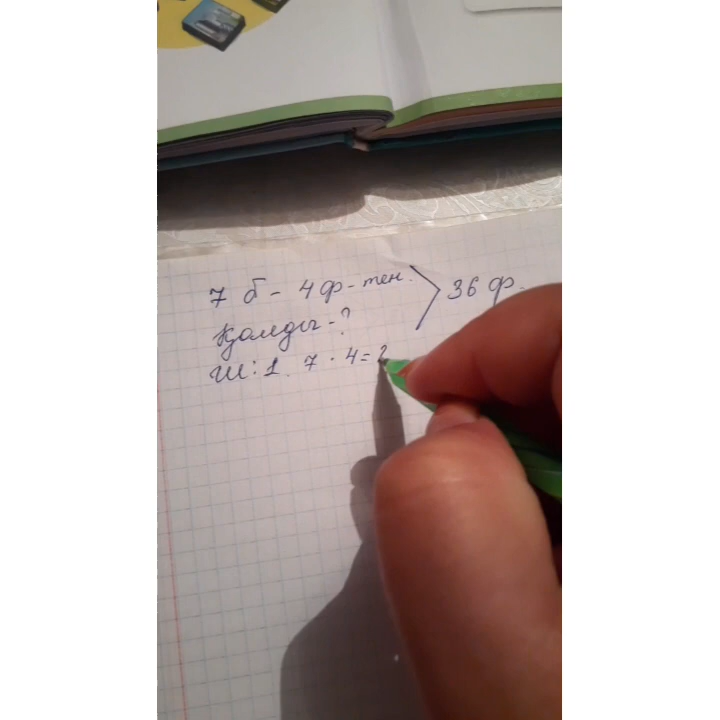 7 б - 4 ф - тен. > 36 ф.
Қалды - ?
Ш: 1. 7 · 4 = 2